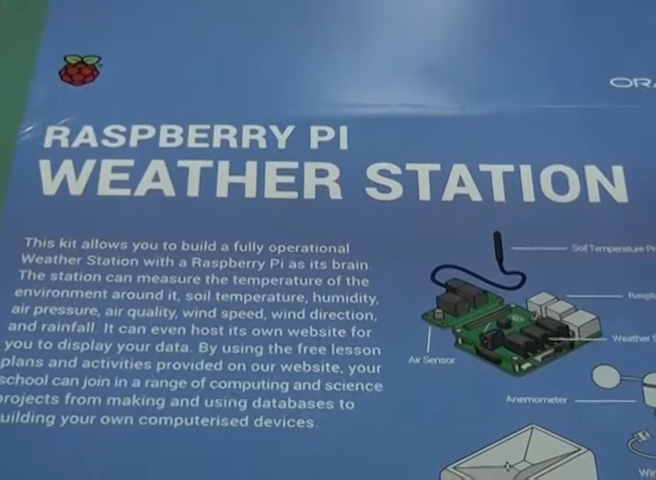 RASPBERRY PI
WEATHER STATION
This kit allows you to build a fully operational
Weather Station with a Raspberry Pi as its brain.
The station can measure the temperature of the
environment around it, soil temperature, humidity,
air pressure, air quality, wind speed, wind direction,
and rainfall. It can even host its own website for
you to display your data. By using the free lesson
plans and activities provided on our website, your
school can join in a range of computing and science
projects from making and using databases to
uilding your own computerised devices.
Soil Temperature
Air Sensor
Weather
Anemometer